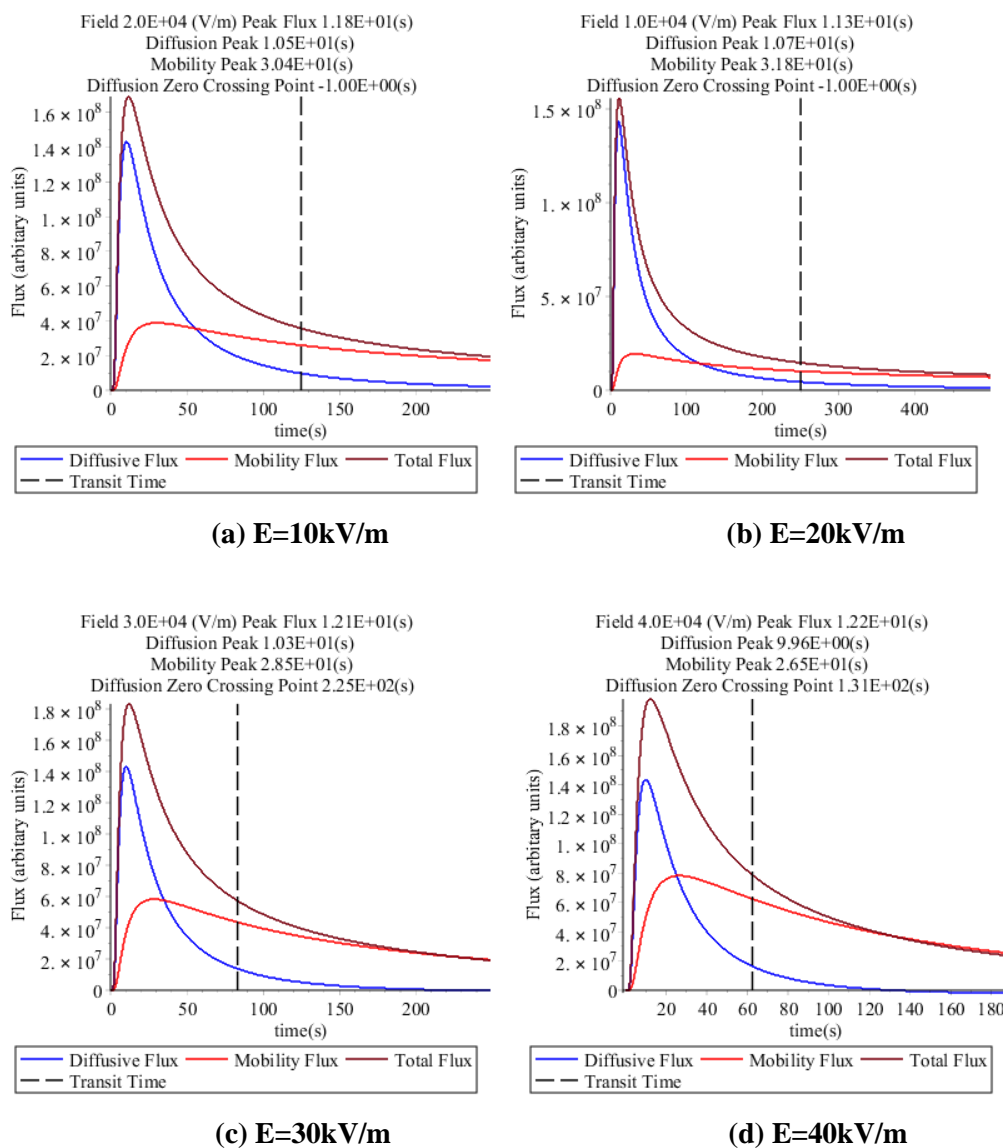 Field 2.0E+04 (V/m) Peak Flux 1.18E+01(s)
Diffusion Peak 1.05E+01(s)
Mobility Peak 3.04E+01(s)
Diffusion Zero Crossing Point -1.00E+00(s)
1.6 × 10^8
1.4 × 10^8
1.2 × 10^8
1. × 10^8
8. × 10^7
6. × 10^7
4. × 10^7
2. × 10^7
0
Flux (arbitary units)
0 50 100 150 200
time(s)
Diffusive Flux Mobility Flux Total Flux
Transit Time
(a) E=10kV/m
Field 1.0E+04 (V/m) Peak Flux 1.13E+01(s)
Diffusion Peak 1.07E+01(s)
Mobility Peak 3.18E+01(s)
Diffusion Zero Crossing Point -1.00E+00(s)
1.5 × 10^8
1. × 10^8
5. × 10^7
0
Flux (arbitary units)
0 100 200 300 400
time(s)
Diffusive Flux Mobility Flux Total Flux
Transit Time
(b) E=20kV/m
Field 3.0E+04 (V/m) Peak Flux 1.21E+01(s)
Diffusion Peak 1.03E+01(s)
Mobility Peak 2.85E+01(s)
Diffusion Zero Crossing Point 2.25E+02(s)
1.8 × 10^8
1.6 × 10^8
1.4 × 10^8
1.2 × 10^8
1. × 10^8
8. × 10^7
6. × 10^7
4. × 10^7
2. × 10^7
0
Flux (arbitary units)
0 50 100 150 200
time(s)
Diffusive Flux Mobility Flux Total Flux
Transit Time
(c) E=30kV/m
Field 4.0E+04 (V/m) Peak Flux 1.22E+01(s)
Diffusion Peak 9.96E+00(s)
Mobility Peak 2.65E+01(s)
Diffusion Zero Crossing Point 1.31E+02(s)
1.8 × 10^8
1.6 × 10^8
1.4 × 10^8
1.2 × 10^8
1. × 10^8
8. × 10^7
6. × 10^7
4. × 10^7
2. × 10^7
0
Flux (arbitary units)
20 40 60 80 100 120 140 160 180
time(s)
Diffusive Flux Mobility Flux Total Flux
Transit Time
(d) E=40kV/m